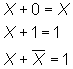 X + 0 = X
X + 1 = 1
X + X̅ = 1